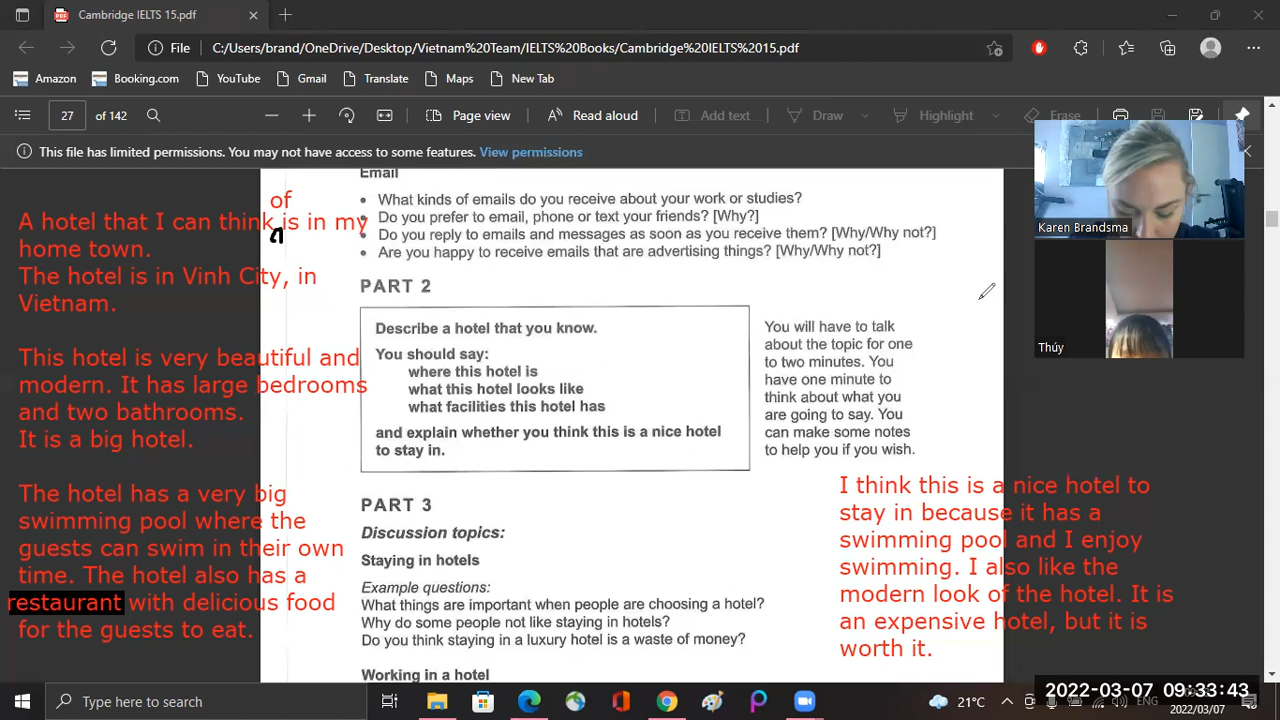 Cambridge IELTS 15.pdf
File
C:/Users/brand/OneDrive/Desktop/Vietnam%20Team/IELTS%20Books/Cambridge%20IELTS%2015.pdf
Amazon
Booking.com
YouTube
Gmail
Translate
Maps
New Tab
27
of 142
Page view
Read aloud
Add text
Draw
Highlight
Erase
This file has limited permissions. You may not have access to some features. View permissions
of
A hotel that I can think is in my
home town.
The hotel is in Vinh City, in
Vietnam.
This hotel is very beautiful and
modern. It has large bedrooms
and two bathrooms.
It is a big hotel.
The hotel has a very big
swimming pool where the
guests can swim in their own
time. The hotel also has a
restaurant with delicious food
for the guests to eat.
Email
• What kinds of emails do you receive about your work or studies?
• Do you prefer to email, phone or text your friends? [Why?]
• Do you reply to emails and messages as soon as you receive them? [Why/Why not?]
• Are you happy to receive emails that are advertising things? [Why/Why not?]
PART 2
Describe a hotel that you know.
You should say:
where this hotel is
what this hotel looks like
what facilities this hotel has
and explain whether you think this is a nice hotel
to stay in.
You will have to talk
about the topic for one
to two minutes. You
have one minute to
think about what you
are going to say. You
can make some notes
to help you if you wish.
PART 3
Discussion topics:
Staying in hotels
Example questions:
What things are important when people are choosing a hotel?
Why do some people not like staying in hotels?
Do you think staying in a luxury hotel is a waste of money?
Working in a hotel
I think this is a nice hotel to
stay in because it has a
swimming pool and I enjoy
swimming. I also like the
modern look of the hotel. It is
an expensive hotel, but it is
worth it.
Karen Brandsma
Thúy
Type here to search
21°C
ENG
2022-03-07 09:33:43
2022/03/07